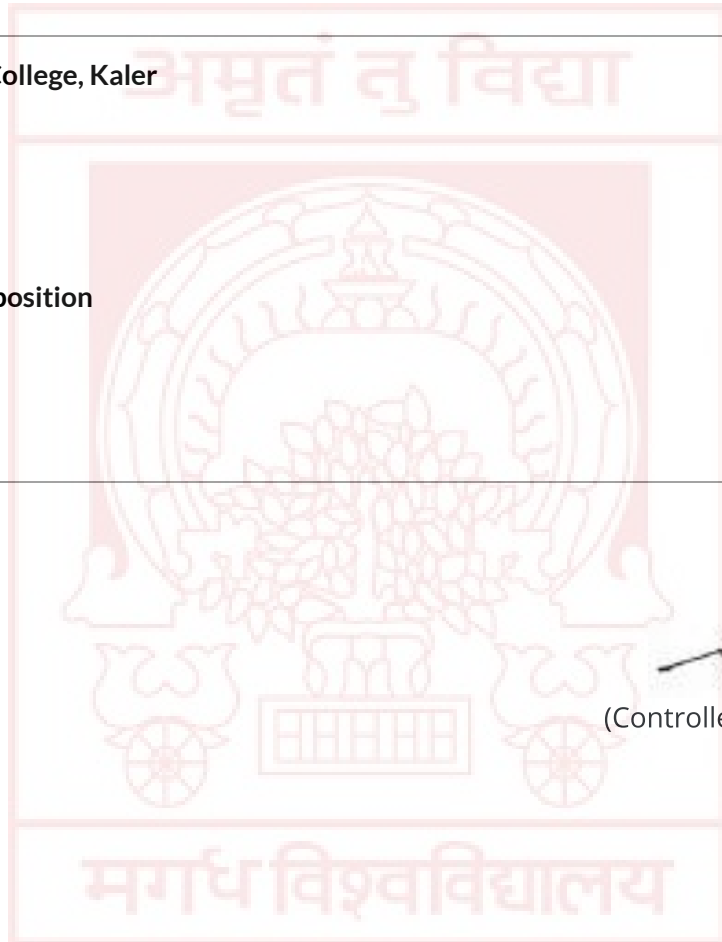 अमृतं तु विद्या
College, Kaler
position
(Controlle
मगध विश्वविद्यालय